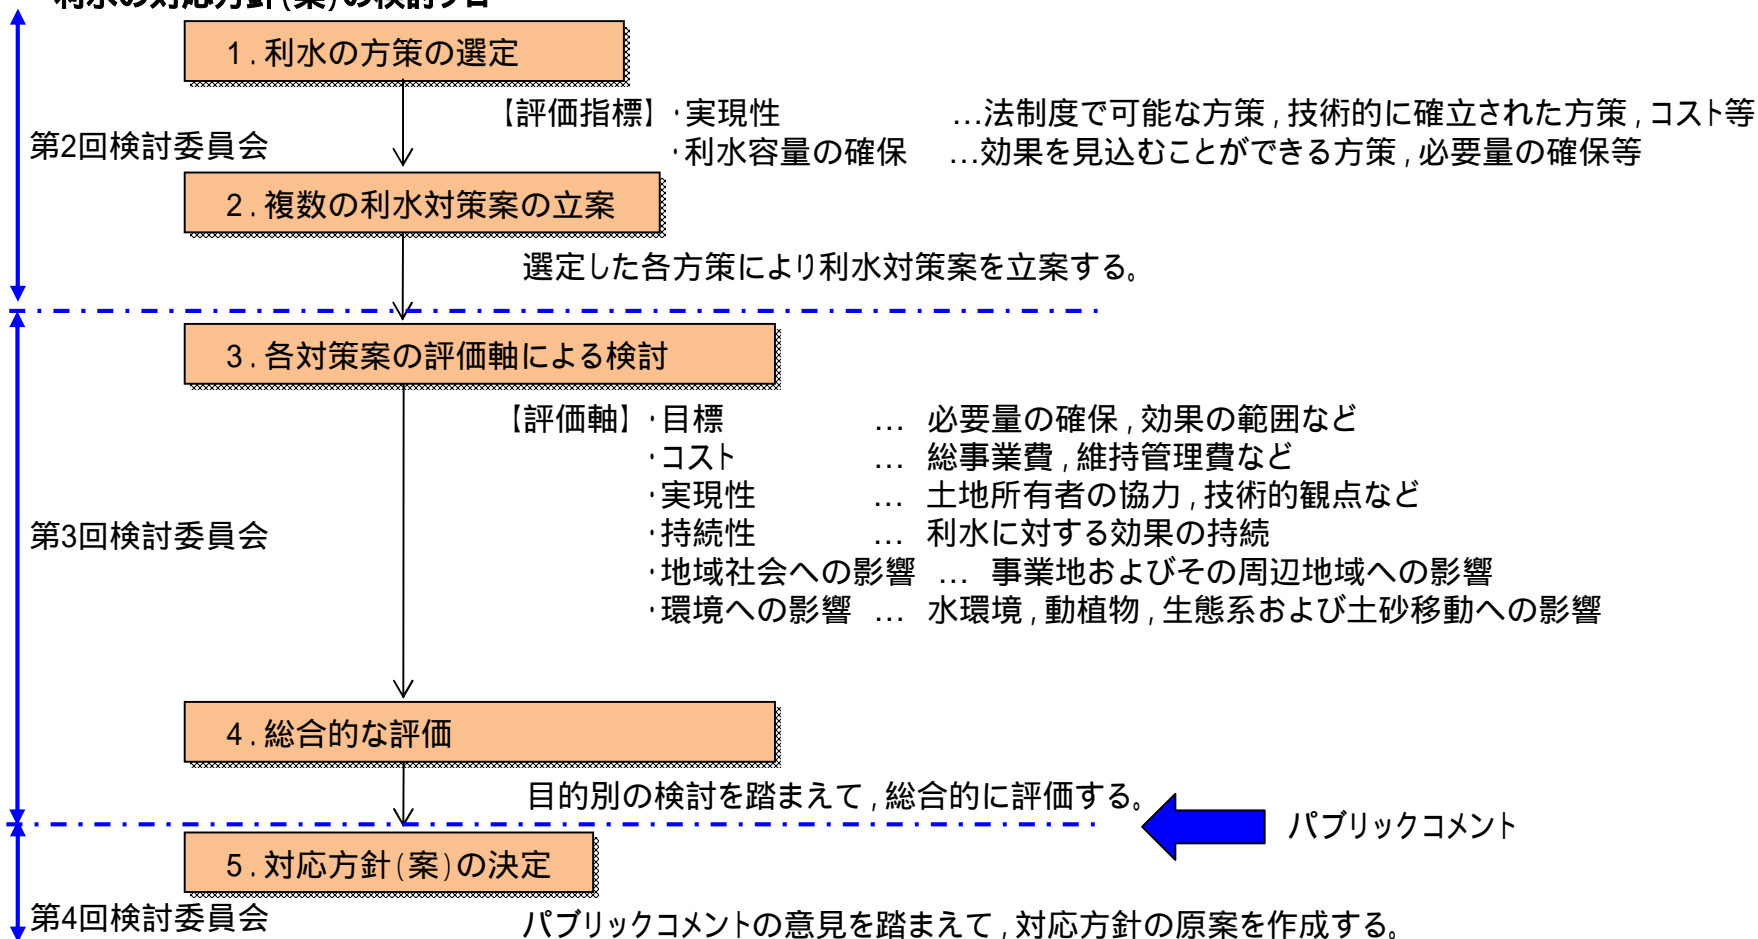 利水の対応方針(案)の検討フロー
1.利水の方策の選定
【評価指標】・実現性 …法制度で可能な方策,技術的に確立された方策,コスト等
第2回検討委員会
・利水容量の確保 …効果を見込むことができる方策,必要量の確保等
2.複数の利水対策案の立案
選定した各方策により利水対策案を立案する。
3.各対策案の評価軸による検討
【評価軸】・目標 … 必要量の確保,効果の範囲など
・コスト … 総事業費,維持管理費など
・実現性 … 土地所有者の協力,技術的観点など
第3回検討委員会
・持続性 … 利水に対する効果の持続
・地域社会への影響 … 事業地およびその周辺地域への影響
・環境への影響 … 水環境,動植物,生態系および土砂移動への影響
4.総合的な評価
目的別の検討を踏まえて,総合的に評価する。
パブリックコメント
5.対応方針(案)の決定
第4回検討委員会
パブリックコメントの意見を踏まえて,対応方針の原案を作成する。